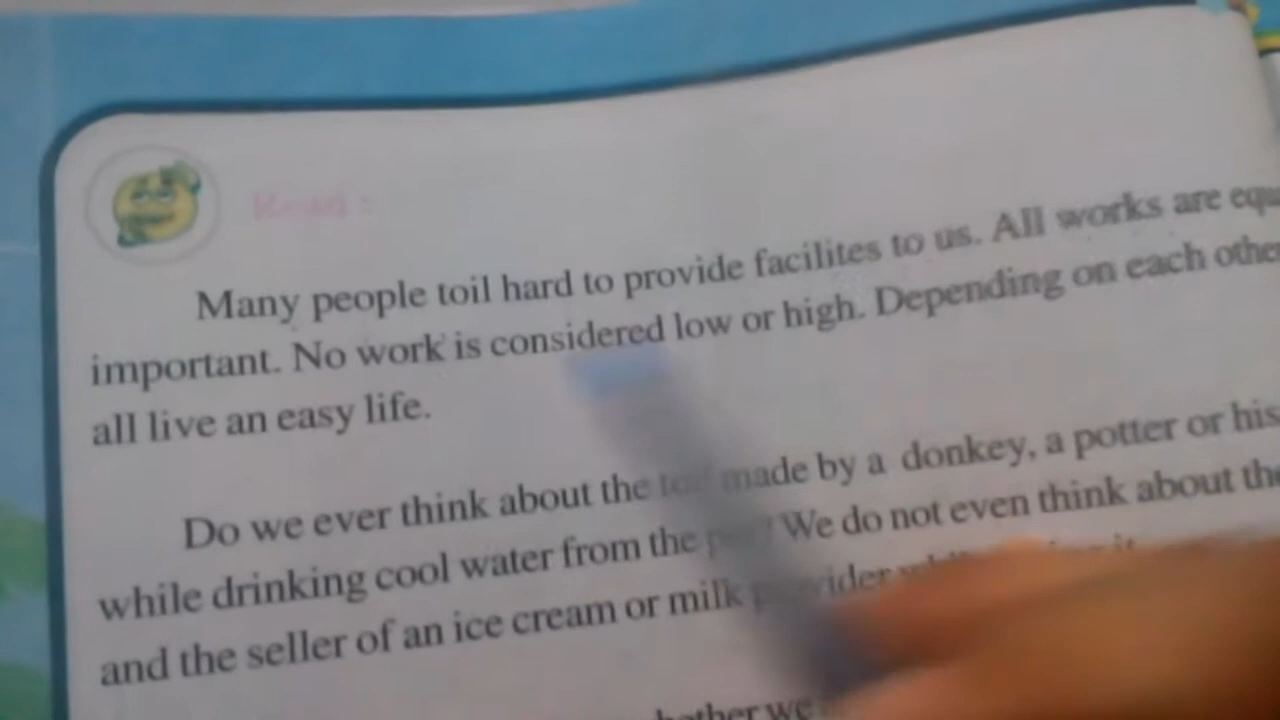 Read :
Many people toil hard to provide facilites to us. All works are
important. No work is considered low or high. Depending on each
all live an easy life.
Do we ever think about the made by a donkey, a potter or his
while drinking cool water from the We do not even think about the
and the seller of an ice cream or milk
we